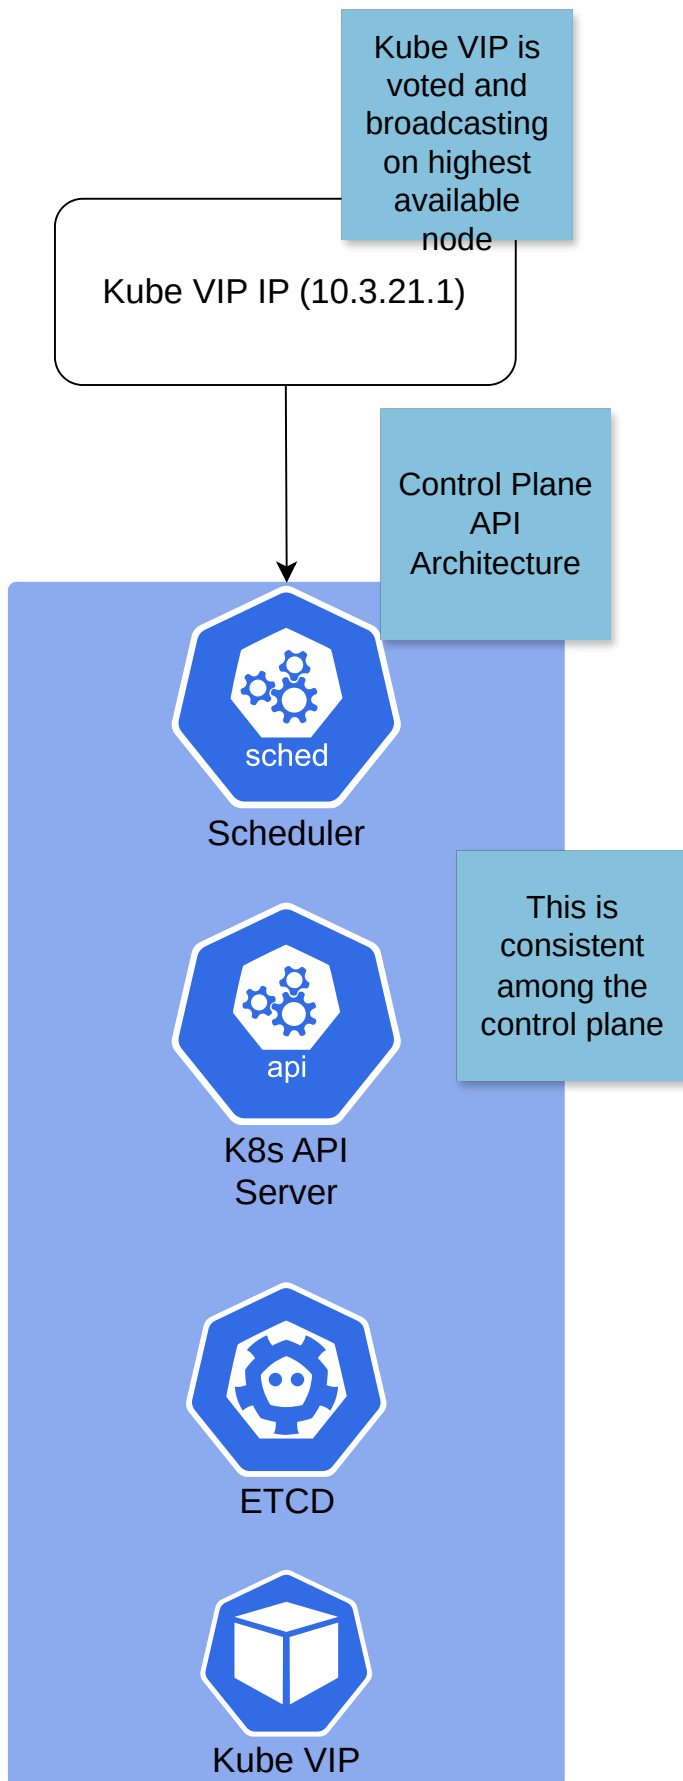 Kube VIP is
voted and
broadcasting
on highest
available
node
Kube VIP IP (10.3.21.1)
Control Plane
API
Architecture
sched
Scheduler
This is
consistent
among the
control plane
api
K8s API
Server
ETCD
Kube VIP